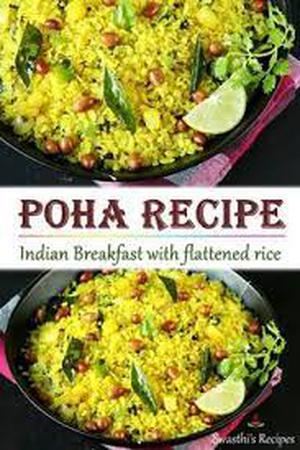 POHA RECIPE
Indian Breakfast with flattened rice
Swasthi's Recipes